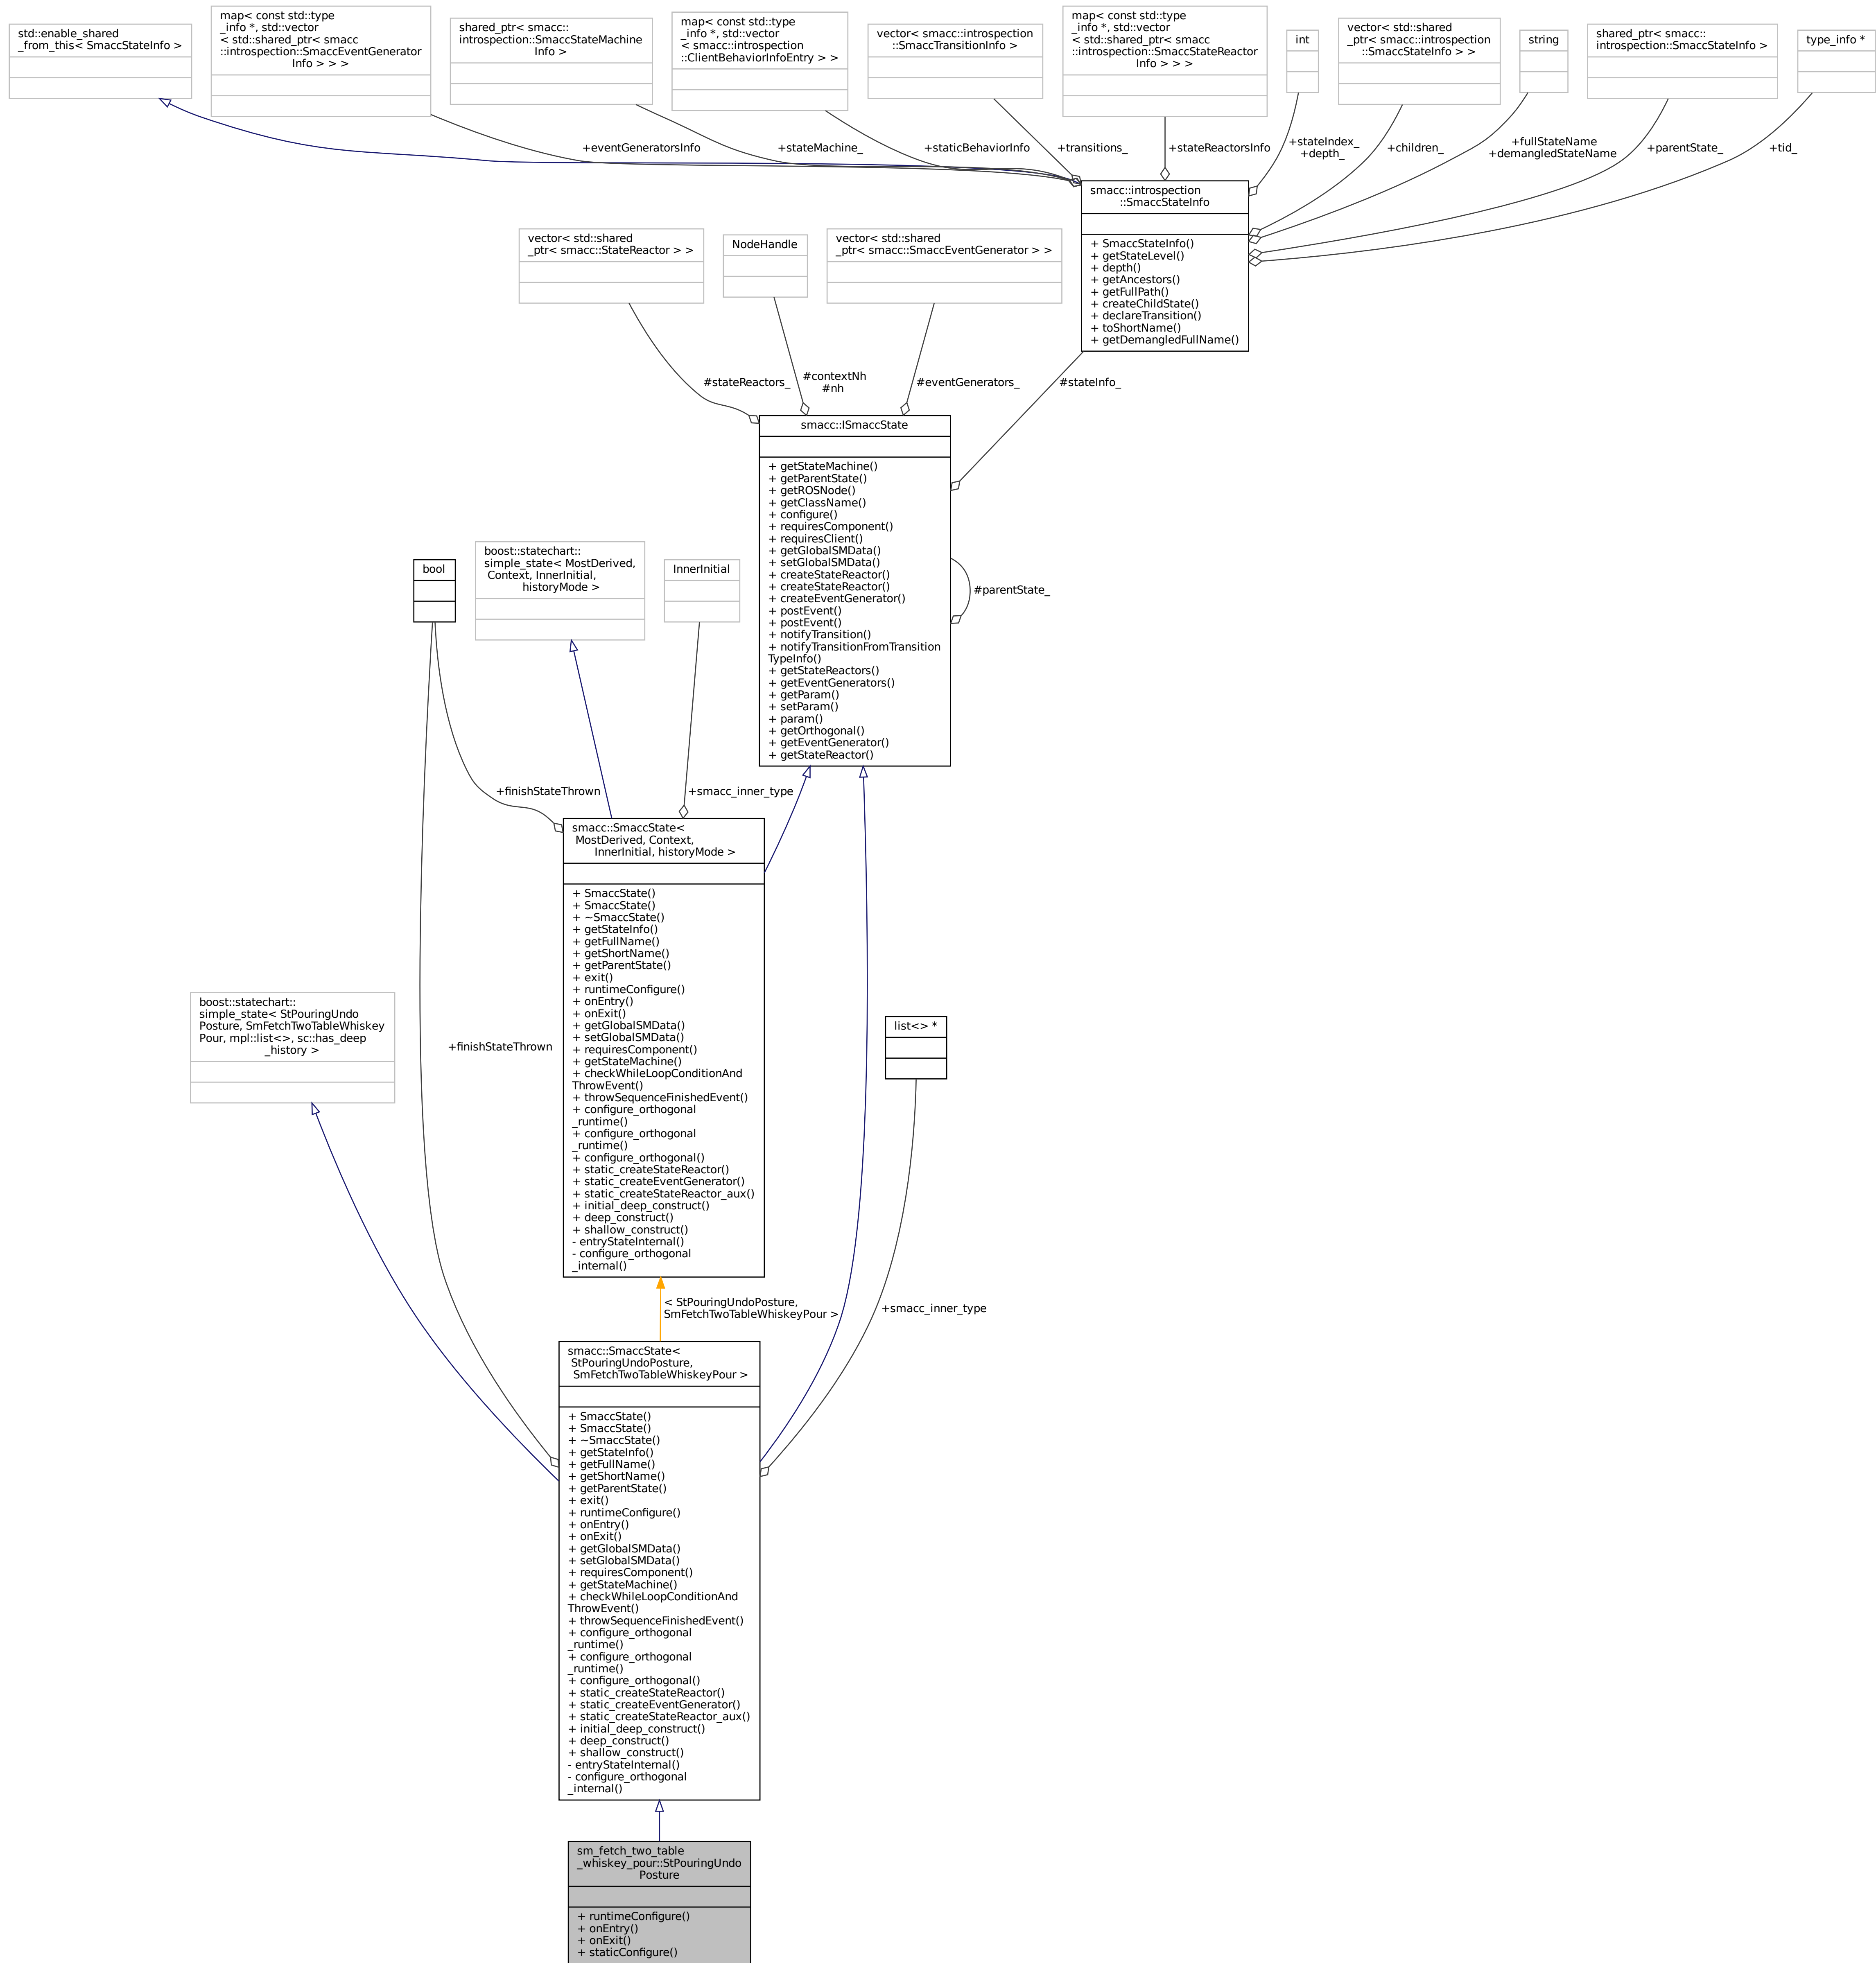 std::enable_shared
_from_this< SmaccStateInfo >
map< const std::type
_info *, std::vector
< std::shared_ptr< smacc
::introspection::SmaccEventGenerator
Info > > >
shared_ptr< smacc::
introspection::SmaccStateMachine
Info >
map< const std::type
_info *, std::vector
< smacc::introspection
::ClientBehaviorInfoEntry > >
vector< smacc::introspection
::SmaccTransitionInfo >
map< const std::type
_info *, std::vector
< std::shared_ptr< smacc
::introspection::SmaccStateReactor
Info > > >
int
vector< std::shared
_ptr< smacc::introspection
::SmaccStateInfo > >
string
shared_ptr< smacc::
introspection::SmaccStateInfo >
type_info *
+eventGeneratorsInfo
+stateMachine_
+staticBehaviorInfo
+transitions_
+stateReactorsInfo
+stateIndex_
+depth_
+children_
+fullStateName
+demangledStateName
+parentState_
+tid_
smacc::introspection
::SmaccStateInfo
+ SmaccStateInfo()
+ getStateLevel()
+ depth()
+ getAncestors()
+ getFullPath()
+ createChildState()
+ declareTransition()
+ toShortName()
+ getDemangledFullName()
vector< std::shared
_ptr< smacc::StateReactor > >
NodeHandle
vector< std::shared
_ptr< smacc::SmaccEventGenerator > >
#stateReactors_
#contextNh
#nh
#eventGenerators_
#stateInfo_
smacc::ISmaccState
+ getStateMachine()
+ getParentState()
+ getROSNode()
+ getClassName()
+ configure()
+ requiresComponent()
+ requiresClient()
+ getGlobalSMData()
+ setGlobalSMData()
+ createStateReactor()
+ createStateReactor()
+ createEventGenerator()
+ postEvent()
+ postEvent()
+ notifyTransition()
+ notifyTransitionFromTransition
TypeInfo()
+ getStateReactors()
+ getEventGenerators()
+ getParam()
+ setParam()
+ param()
+ getOrthogonal()
+ getEventGenerator()
+ getStateReactor()
#parentState_
bool
boost::statechart::
simple_state< MostDerived,
Context, InnerInitial,
historyMode >
InnerInitial
+finishStateThrown
+smacc_inner_type
smacc::SmaccState<
MostDerived, Context,
InnerInitial, historyMode >
+ SmaccState()
+ SmaccState()
+ ~SmaccState()
+ getStateInfo()
+ getFullName()
+ getShortName()
+ getParentState()
+ exit()
+ runtimeConfigure()
+ onEntry()
+ onExit()
+ getGlobalSMData()
+ setGlobalSMData()
+ requiresComponent()
+ getStateMachine()
+ checkWhileLoopConditionAnd
ThrowEvent()
+ throwSequenceFinishedEvent()
+ configure_orthogonal
_runtime()
+ configure_orthogonal
_runtime()
+ configure_orthogonal()
+ static_createStateReactor()
+ static_createEventGenerator()
+ static_createStateReactor_aux()
+ initial_deep_construct()
+ deep_construct()
+ shallow_construct()
- entryStateInternal()
- configure_orthogonal
_internal()
boost::statechart::
simple_state< StPouringUndo
Posture, SmFetchTwoTableWhiskey
Pour, mpl::list<>, sc::has_deep
_history >
+finishStateThrown
list<> *
< StPouringUndoPosture,
SmFetchTwoTableWhiskeyPour >
+smacc_inner_type
smacc::SmaccState<
StPouringUndoPosture,
SmFetchTwoTableWhiskeyPour >
+ SmaccState()
+ SmaccState()
+ ~SmaccState()
+ getStateInfo()
+ getFullName()
+ getShortName()
+ getParentState()
+ exit()
+ runtimeConfigure()
+ onEntry()
+ onExit()
+ getGlobalSMData()
+ setGlobalSMData()
+ requiresComponent()
+ getStateMachine()
+ checkWhileLoopConditionAnd
ThrowEvent()
+ throwSequenceFinishedEvent()
+ configure_orthogonal
_runtime()
+ configure_orthogonal
_runtime()
+ configure_orthogonal()
+ static_createStateReactor()
+ static_createEventGenerator()
+ static_createStateReactor_aux()
+ initial_deep_construct()
+ deep_construct()
+ shallow_construct()
- entryStateInternal()
- configure_orthogonal
_internal()
sm_fetch_two_table
_whiskey_pour::StPouringUndo
Posture
+ runtimeConfigure()
+ onEntry()
+ onExit()
+ staticConfigure()